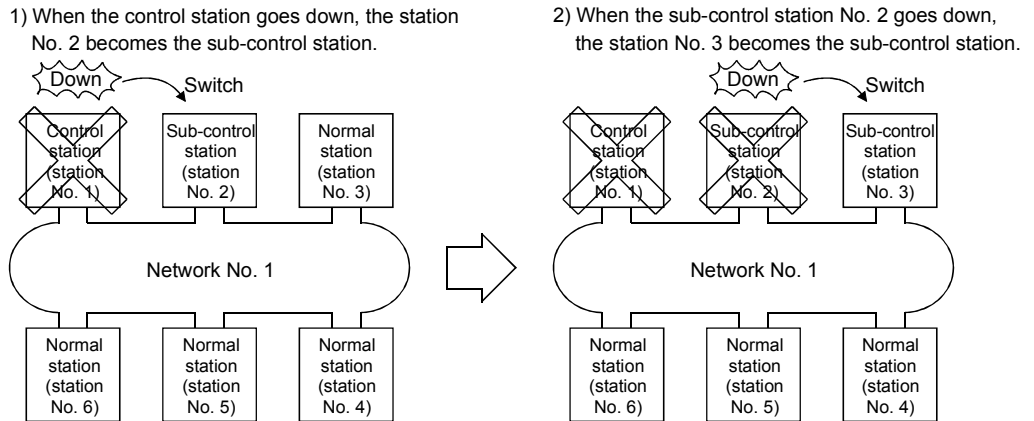 1) When the control station goes down, the station
No. 2 becomes the sub-control station.
Down
Switch
Control
station
(station
No. 1)
Sub-control
station
(station
No. 2)
Normal
station
(station
No. 3)
Network No. 1
Normal
station
(station
No. 6)
Normal
station
(station
No. 5)
Normal
station
(station
No. 4)
2) When the sub-control station No. 2 goes down,
the station No. 3 becomes the sub-control station.
Down
Switch
Control
station
(station
No. 1)
Sub-control
station
(station
No. 2)
Sub-control
station
(station
No. 3)
Network No. 1
Normal
station
(station
No. 6)
Normal
station
(station
No. 5)
Normal
station
(station
No. 4)